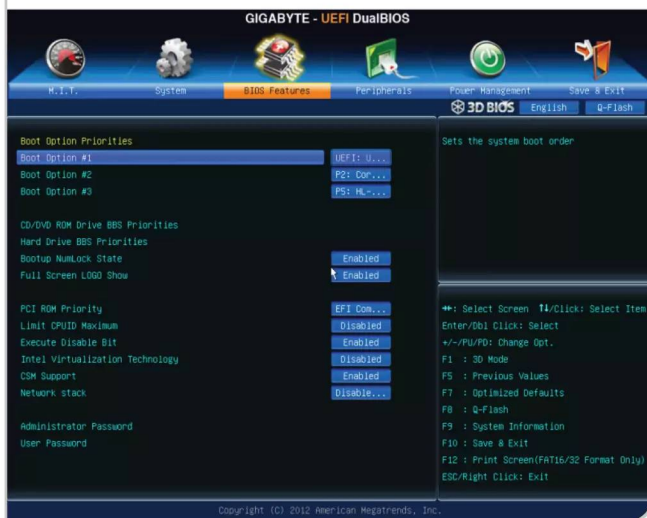 GIGABYTE - UEFI DualBIOS
M.I.T. System BIOS Features Peripherals Power Management Save & Exit
3D BIOS English Q-Flash
Boot Option Priorities
Boot Option #1 UEFI: U...
Boot Option #2 P2: Cor...
Boot Option #3 P5: HL-...
CD/DVD ROM Drive BBS Priorities
Hard Drive BBS Priorities
Bootup NumLock State Enabled
Full Screen LOGO Show Enabled
PCI ROM Priority EFI Com...
Limit CPUID Maximum Disabled
Execute Disable Bit Enabled
Intel Virtualization Technology Disabled
CSM Support Enabled
Network stack Disable...
Administrator Password
User Password
Sets the system boot order
↔: Select Screen ↑↓/Click: Select Item
Enter/Dbl Click: Select
+/-/PU/PD: Change Opt.
F1 : 3D Mode
F5 : Previous Values
F7 : Optimized Defaults
F8 : Q-Flash
F9 : System Information
F10 : Save & Exit
F12 : Print Screen(FAT16/32 Format Only)
ESC/Right Click: Exit
Copyright (C) 2012 American Megatrends, Inc.